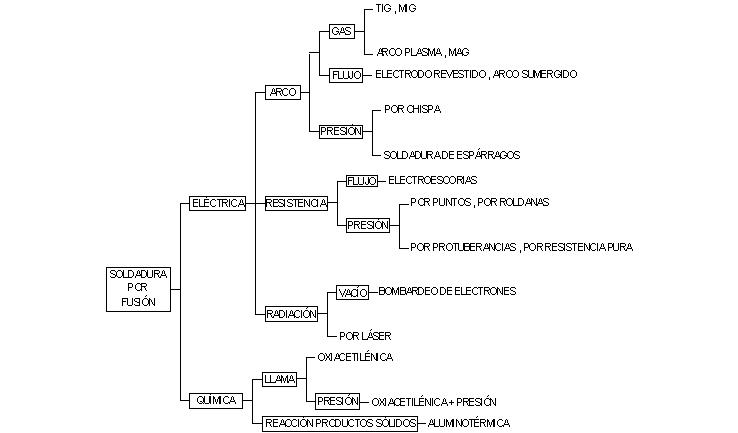 TIG , MIG
GAS
ARCO PLASMA , MAG
FLUJO
ELECTRODO REVESTIDO , ARCO SUMERGIDO
ARCO
POR CHISPA
PRESIÓN
SOLDADURA DE ESPÁRRAGOS
FLUJO
ELECTROESCORIAS
ELÉCTRICA
RESISTENCIA
POR PUNTOS , POR ROLDANAS
PRESIÓN
POR PROTUBERANCIAS , POR RESISTENCIA PURA
SOLDADURA
POR
FUSIÓN
VACÍO
BOMBARDEO DE ELECTRONES
RADIACIÓN
POR LÁSER
OXIACETILÉNICA
LLAMA
QUÍMICA
PRESIÓN
OXIACETILÉNICA + PRESIÓN
REACCIÓN PRODUCTOS SÓLIDOS
ALUMINOTÉRMICA